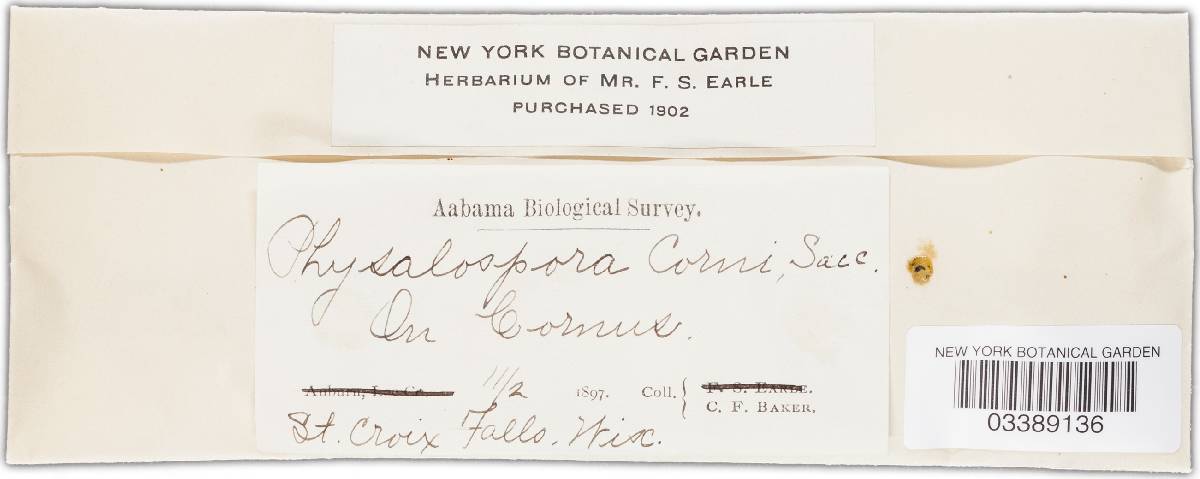 NEW YORK BOTANICAL GARDEN
HERBARIUM OF MR. F. S. EARLE
PURCHASED 1902
Aabama Biological Survey.
Physalospora Corni, Sacc.
On Cornus.
Auburn, Lee Co. 11/2 1897. Coll. { F. S. EARLE.
C. F. BAKER.
St. Croix Falls. Wis.
NEW YORK BOTANICAL GARDEN
03389136